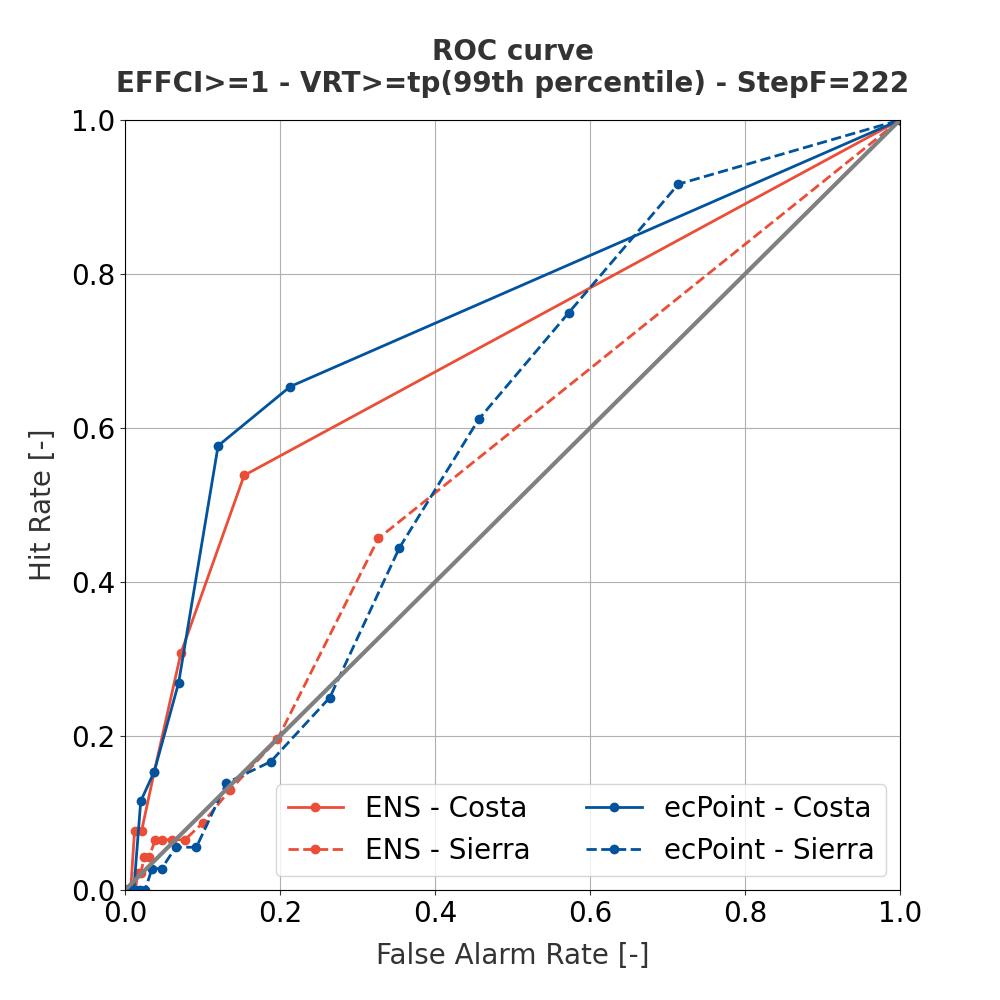 ROC curve
EFFCI>=1 - VRT>=tp(99th percentile) - StepF=222
1.0
0.8
0.6
0.4
0.2
0.0
Hit Rate [-]
ENS - Costa
ENS - Sierra
ecPoint - Costa
ecPoint - Sierra
0.0 0.2 0.4 0.6 0.8 1.0
False Alarm Rate [-]